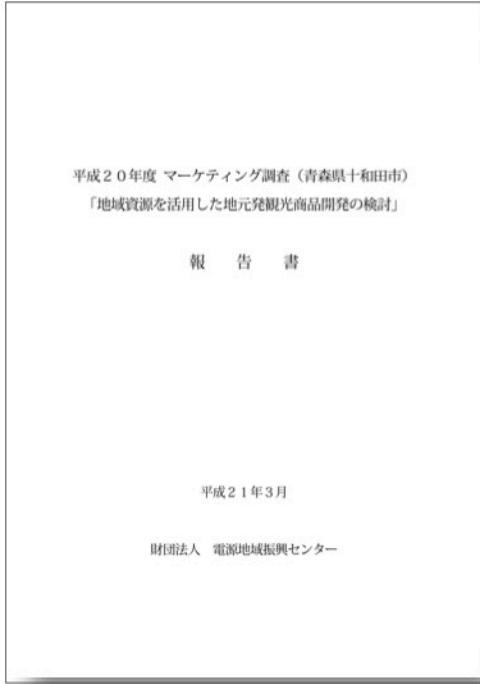 平成２０年度 マーケティング調査（青森県十和田市）
「地域資源を活用した地元発観光商品開発の検討」
報　告　書
平成２１年３月
財団法人　電源地域振興センター